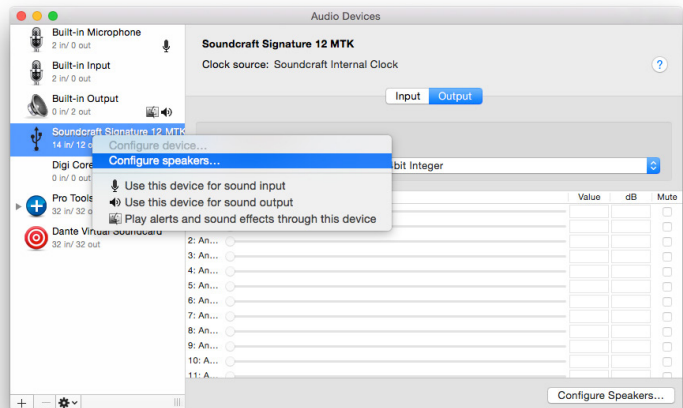 Audio Devices
Built-in Microphone
2 in/ 0 out
Built-in Input
2 in/ 0 out
Built-in Output
0 in/ 2 out
Soundcraft Signature 12 MTK
14 in/ 12 o
Digi Core
0 in/ 0 out
Pro Tools
32 in/ 32 o
Dante Virtual Soundcard
32 in/ 32 out
Configure device...
Configure speakers...
Use this device for sound input
Use this device for sound output
Play alerts and sound effects through this device
Soundcraft Signature 12 MTK
Clock source: Soundcraft Internal Clock
?
Input Output
bit Integer
Value dB Mute
2: An...
3: An...
4: An...
5: An...
6: An...
7: An...
8: An...
9: An...
10: A...
11: A...
Configure Speakers...